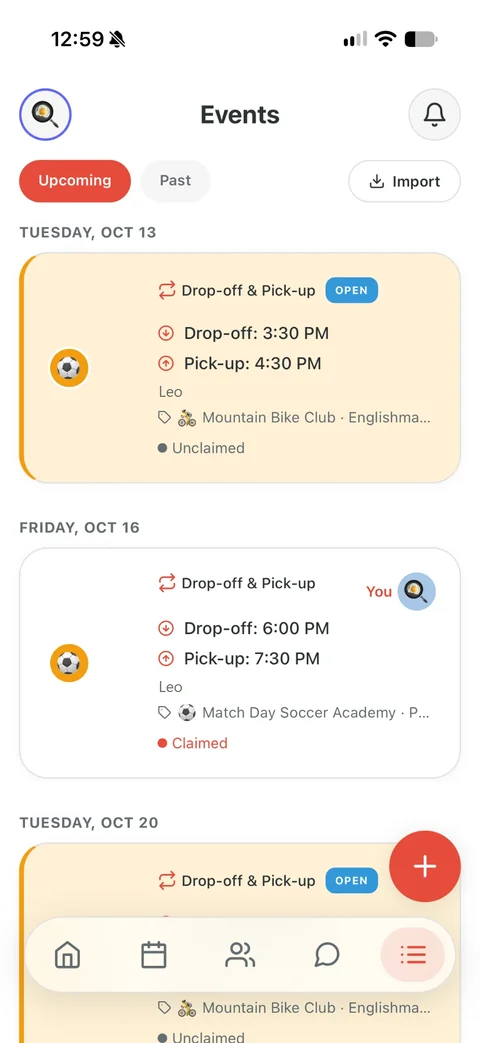 12:59
Events
Upcoming
Past
Import
TUESDAY, OCT 13
Drop-off & Pick-up OPEN
Drop-off: 3:30 PM
Pick-up: 4:30 PM
Leo
Mountain Bike Club · Englishma...
Unclaimed
FRIDAY, OCT 16
Drop-off & Pick-up
You
Drop-off: 6:00 PM
Pick-up: 7:30 PM
Leo
Match Day Soccer Academy · P...
Claimed
TUESDAY, OCT 20
Drop-off & Pick-up OPEN
Mountain Bike Club · Englishma...
Unclaimed